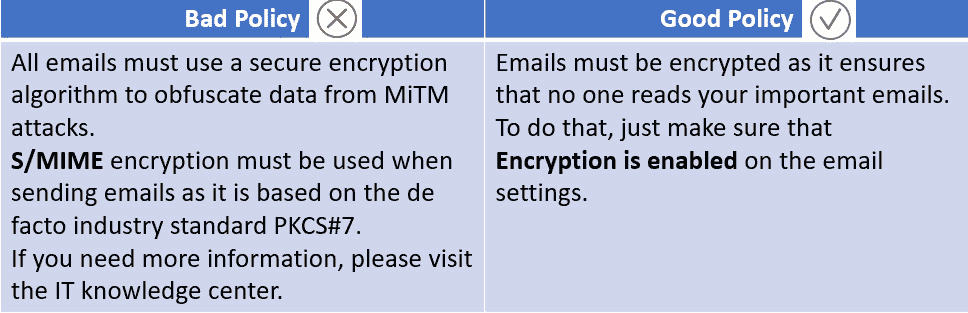 Bad Policy
Good Policy
All emails must use a secure encryption
algorithm to obfuscate data from MiTM
attacks.
S/MIME encryption must be used when
sending emails as it is based on the de
facto industry standard PKCS#7.
If you need more information, please visit
the IT knowledge center.
Emails must be encrypted as it ensures
that no one reads your important emails.
To do that, just make sure that
Encryption is enabled on the email
settings.